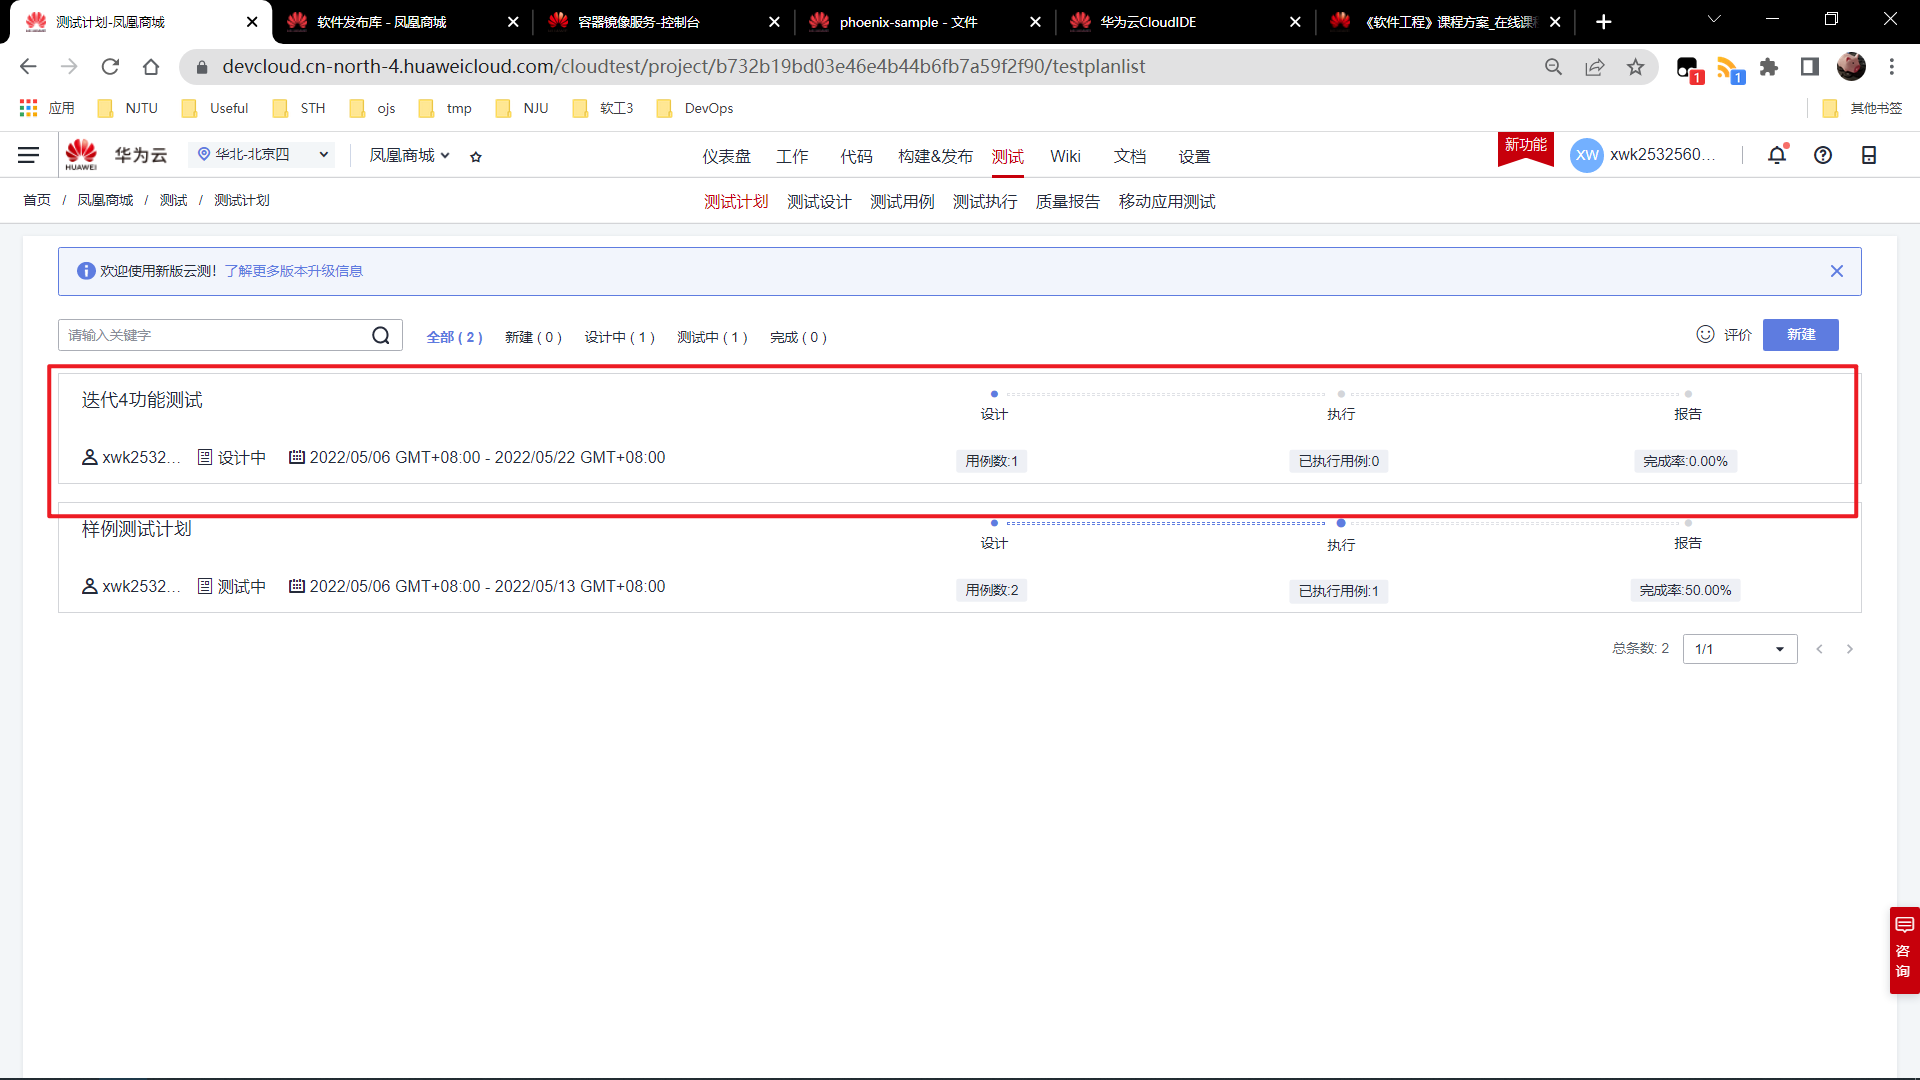 测试计划-凤凰商城
软件发布库 - 凤凰商城
容器镜像服务-控制台
phoenix-sample - 文件
华为云CloudIDE
《软件工程》课程方案_在线课
devcloud.cn-north-4.huaweicloud.com/cloudtest/project/b732b19bd03e46e4b44b6fb7a59f2f90/testplanlist
1
1
应用 NJTU Useful STH ojs tmp NJU 软工3 DevOps 其他书签
HUAWEI 华为云 华北-北京四 凤凰商城 仪表盘 工作 代码 构建&发布 测试 Wiki 文档 设置 新功能 XW xwk2532560...
首页 / 凤凰商城 / 测试 / 测试计划
测试计划 测试设计 测试用例 测试执行 质量报告 移动应用测试
欢迎使用新版云测! 了解更多版本升级信息
请输入关键字 全部 ( 2 ) 新建 ( 0 ) 设计中 ( 1 ) 测试中 ( 1 ) 完成 ( 0 ) 评价 新建
迭代4功能测试
设计 执行 报告
xwk2532... 设计中 2022/05/06 GMT+08:00 - 2022/05/22 GMT+08:00 用例数:1 已执行用例:0 完成率:0.00%
样例测试计划
设计 执行 报告
xwk2532... 测试中 2022/05/06 GMT+08:00 - 2022/05/13 GMT+08:00 用例数:2 已执行用例:1 完成率:50.00%
总条数: 2 1/1
咨
询